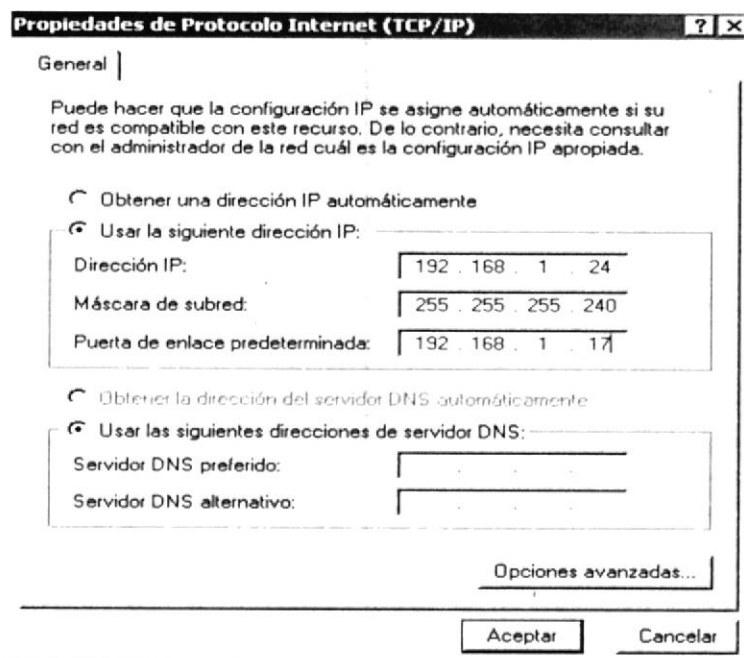 Propiedades de Protocolo Internet (TCP/IP)
General
Puede hacer que la configuración IP se asigne automáticamente si su
red es compatible con este recurso. De lo contrario, necesita consultar
con el administrador de la red cuál es la configuración IP apropiada.
Obtener una dirección IP automáticamente
Usar la siguiente dirección IP:
Dirección IP: 192 . 168 . 1 . 24
Máscara de subred: 255 . 255 . 255 . 240
Puerta de enlace predeterminada: 192 . 168 . 1 . 17
Obtener la dirección del servidor DNS automáticamente
Usar las siguientes direcciones de servidor DNS:
Servidor DNS preferido: . . .
Servidor DNS alternativo: . . .
Opciones avanzadas...
Aceptar Cancelar